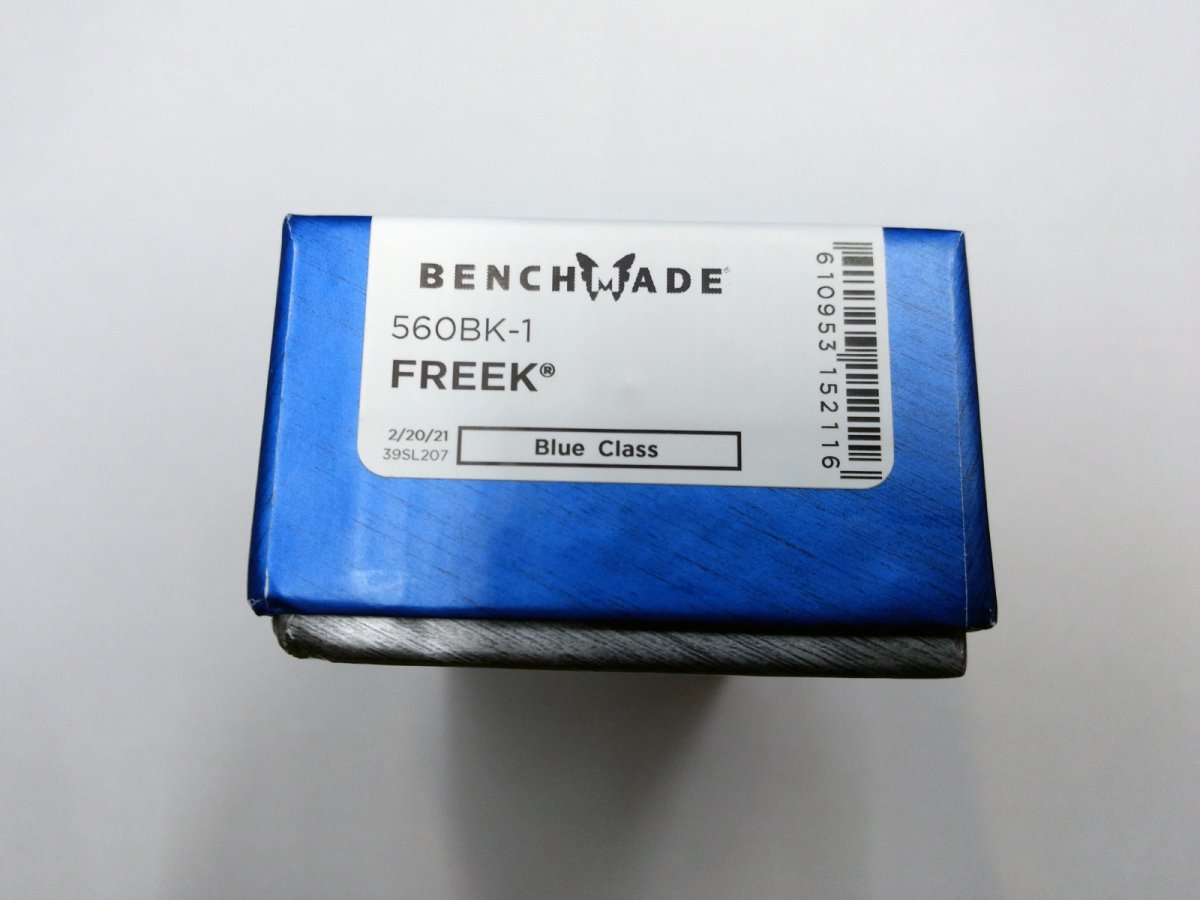 BENCHMADE®
560BK-1
FREEK®
2/20/21
39SL207
Blue Class
610953 152116